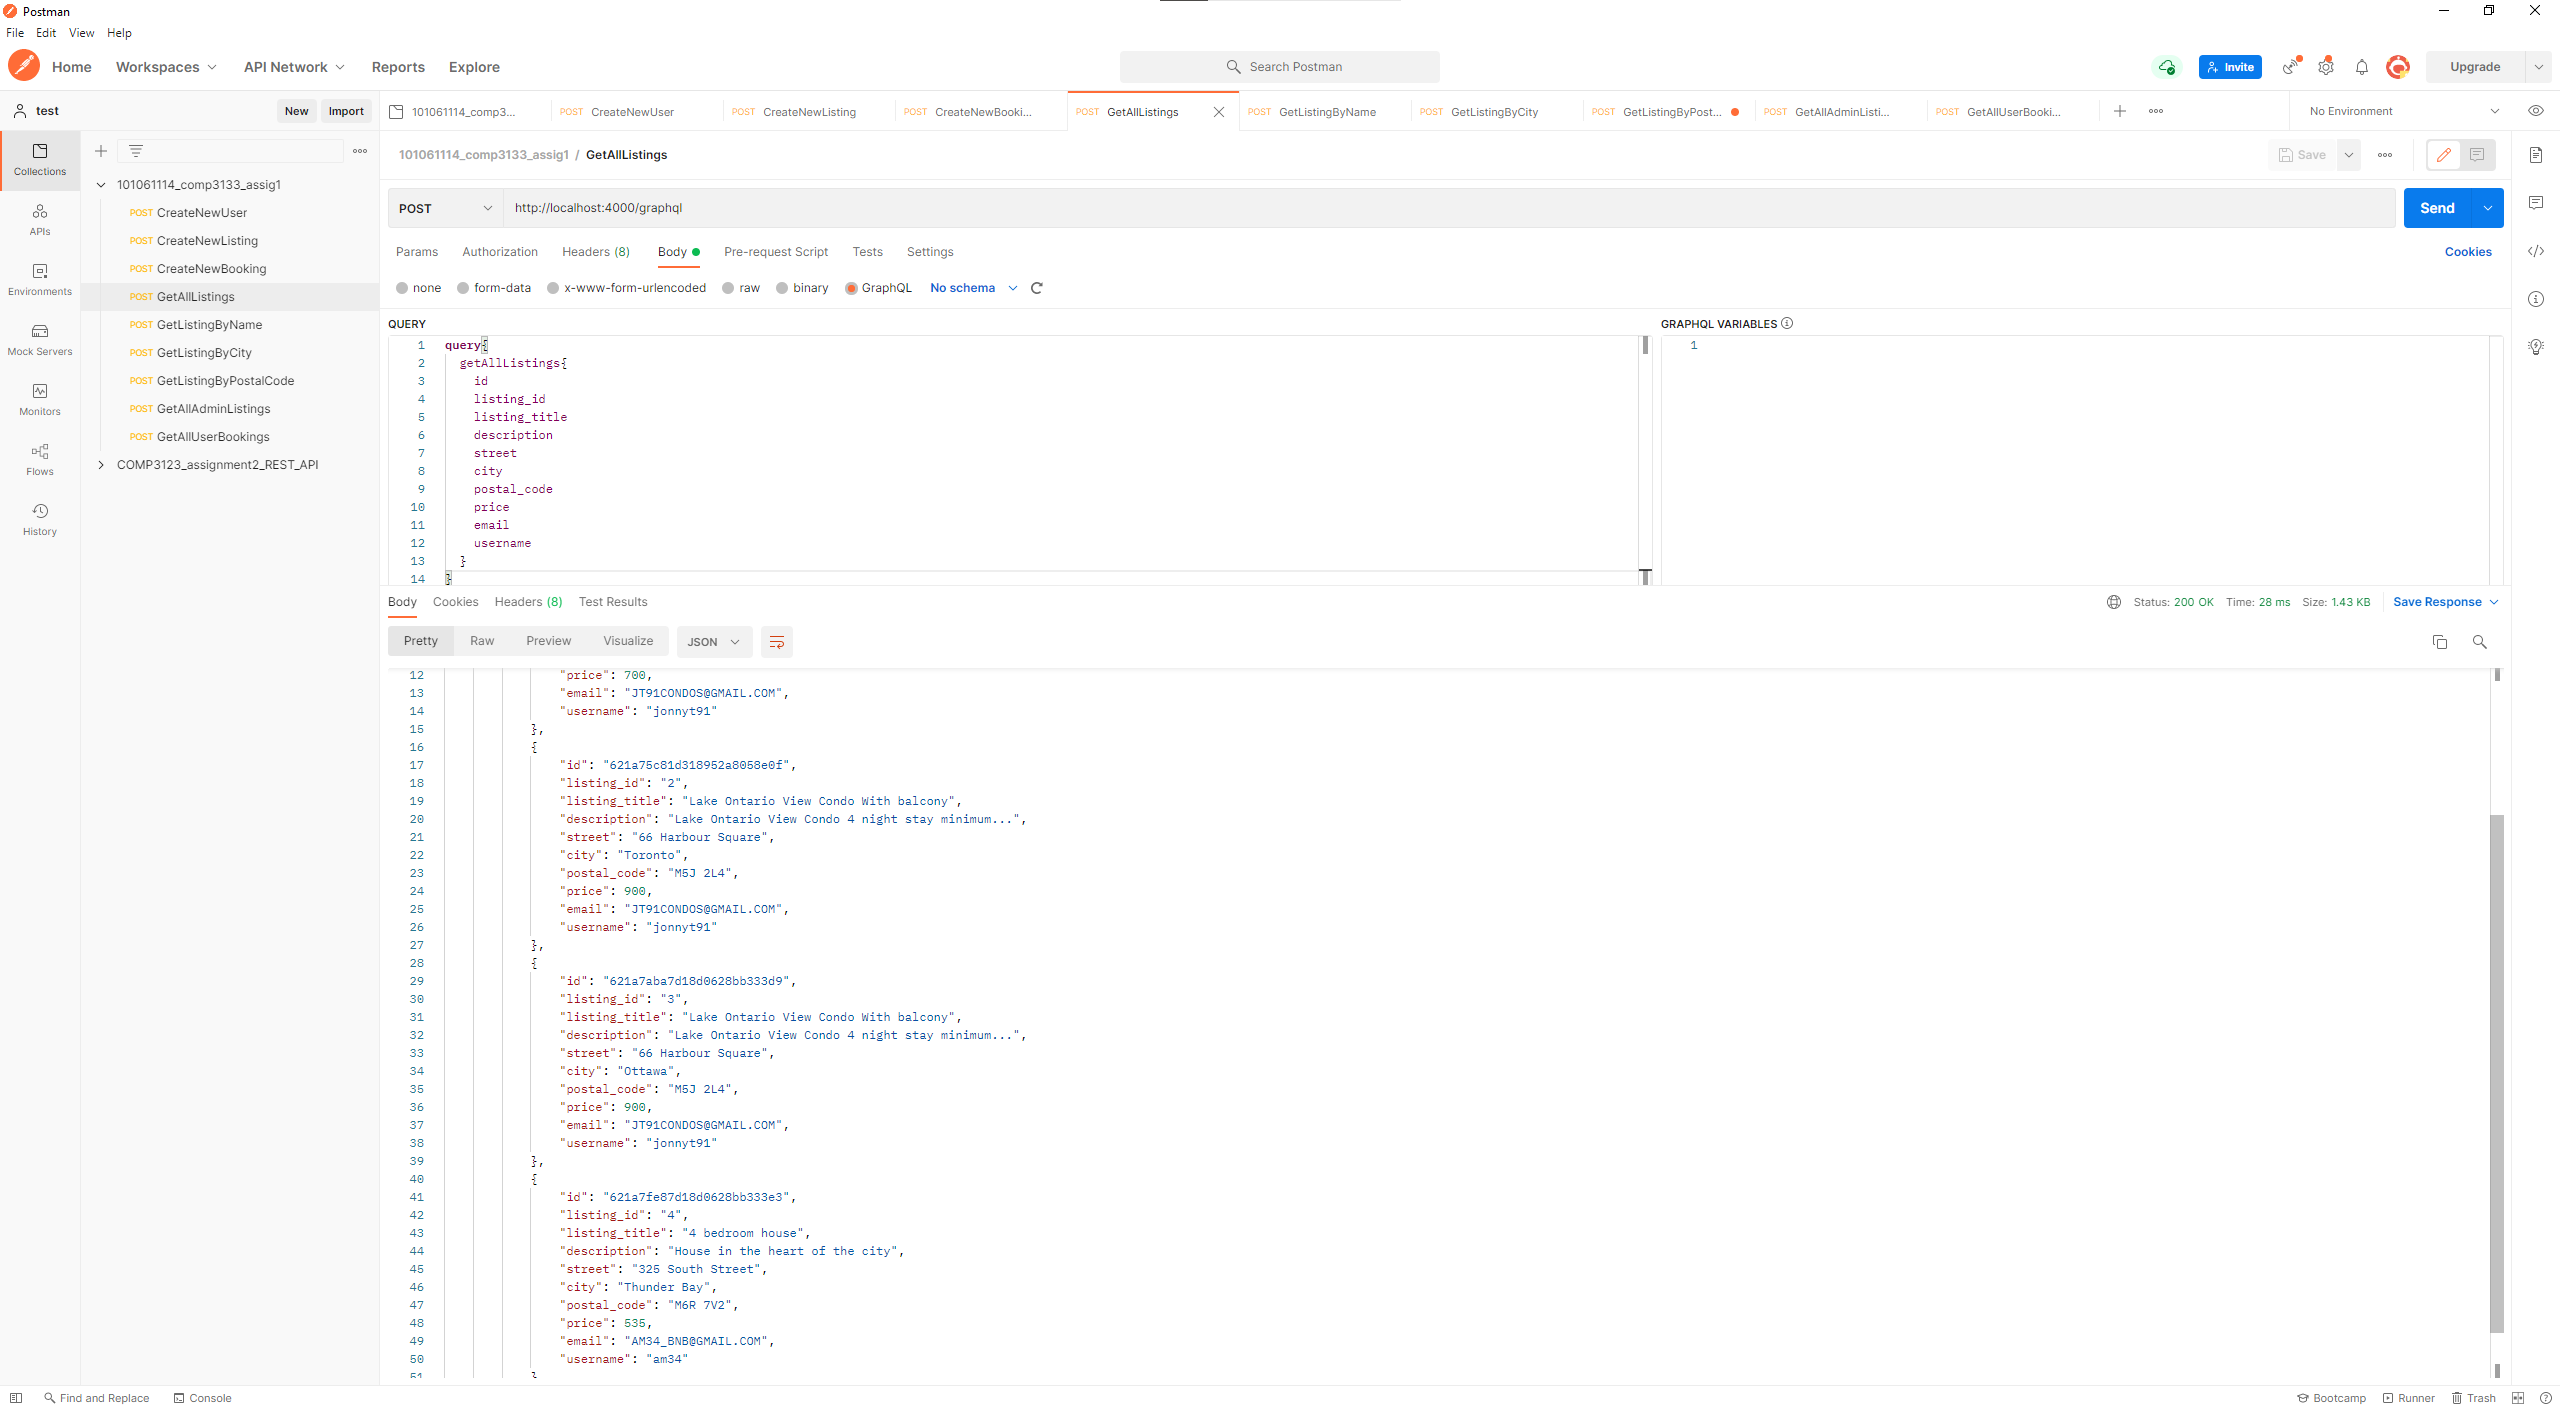 Postman
File Edit View Help
Home Workspaces API Network Reports Explore
Search Postman
Invite
Upgrade
test
New Import
101061114_comp3...
POST CreateNewUser
POST CreateNewListing
POST CreateNewBooki...
POST GetAllListings
POST GetListingByName
POST GetListingByCity
POST GetListingByPost...
POST GetAllAdminListi...
POST GetAllUserBooki...
No Environment
Collections
APIs
Environments
Mock Servers
Monitors
Flows
History
101061114_comp3133_assig1
POST CreateNewUser
POST CreateNewListing
POST CreateNewBooking
POST GetAllListings
POST GetListingByName
POST GetListingByCity
POST GetListingByPostalCode
POST GetAllAdminListings
POST GetAllUserBookings
COMP3123_assignment2_REST_API
101061114_comp3133_assig1 / GetAllListings
Save
POST http://localhost:4000/graphql
Send
Params Authorization Headers (8) Body Pre-request Script Tests Settings
Cookies
none form-data x-www-form-urlencoded raw binary GraphQL No schema
QUERY
1 query{
2 getAllListings{
3 id
4 listing_id
5 listing_title
6 description
7 street
8 city
9 postal_code
10 price
11 email
12 username
13 }
14 }
GRAPHQL VARIABLES
1
Body Cookies Headers (8) Test Results
Status: 200 OK Time: 28 ms Size: 1.43 KB Save Response
Pretty Raw Preview Visualize JSON
12 "price": 700,
13 "email": "JT91CONDOS@GMAIL.COM",
14 "username": "jonnyt91"
15 },
16 {
17 "id": "621a75c81d318952a8058e0f",
18 "listing_id": "2",
19 "listing_title": "Lake Ontario View Condo With balcony",
20 "description": "Lake Ontario View Condo 4 night stay minimum...",
21 "street": "66 Harbour Square",
22 "city": "Toronto",
23 "postal_code": "M5J 2L4",
24 "price": 900,
25 "email": "JT91CONDOS@GMAIL.COM",
26 "username": "jonnyt91"
27 },
28 {
29 "id": "621a7aba7d18d0628bb333d9",
30 "listing_id": "3",
31 "listing_title": "Lake Ontario View Condo With balcony",
32 "description": "Lake Ontario View Condo 4 night stay minimum...",
33 "street": "66 Harbour Square",
34 "city": "Ottawa",
35 "postal_code": "M5J 2L4",
36 "price": 900,
37 "email": "JT91CONDOS@GMAIL.COM",
38 "username": "jonnyt91"
39 },
40 {
41 "id": "621a7fe87d18d0628bb333e3",
42 "listing_id": "4",
43 "listing_title": "4 bedroom house",
44 "description": "House in the heart of the city",
45 "street": "325 South Street",
46 "city": "Thunder Bay",
47 "postal_code": "M6R 7V2",
48 "price": 535,
49 "email": "AM34_BNB@GMAIL.COM",
50 "username": "am34"
51 }
Find and Replace Console
Bootcamp Runner Trash